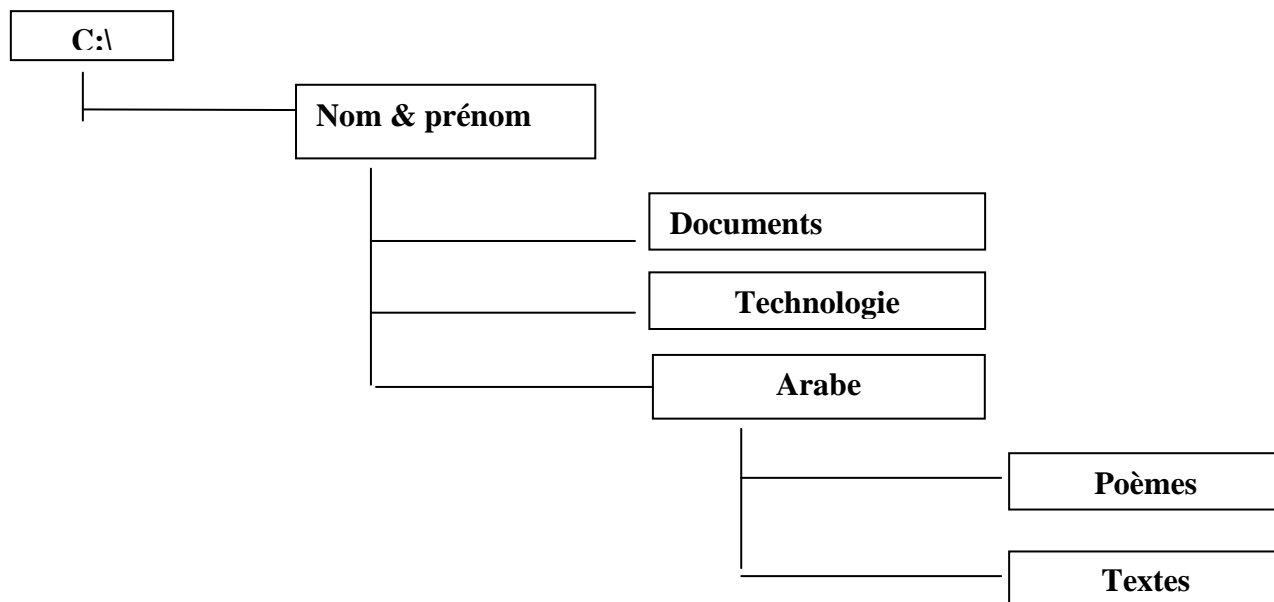 C:\
Nom & prénom
Documents
Technologie
Arabe
Poèmes
Textes